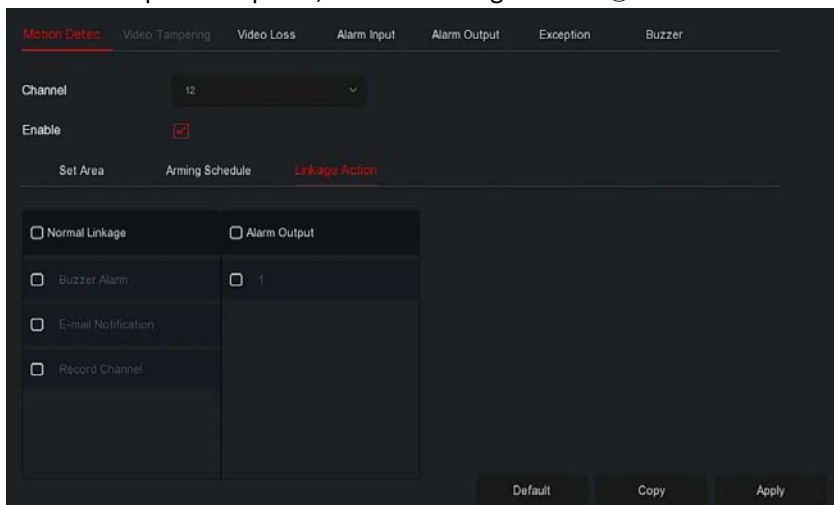 Motion Detec.. Video Tampering Video Loss Alarm Input Alarm Output Exception Buzzer
Channel 12
Enable
Set Area Arming Schedule Linkage Action
Normal Linkage Alarm Output
Buzzer Alarm 1
E-mail Notification
Record Channel
Default Copy Apply